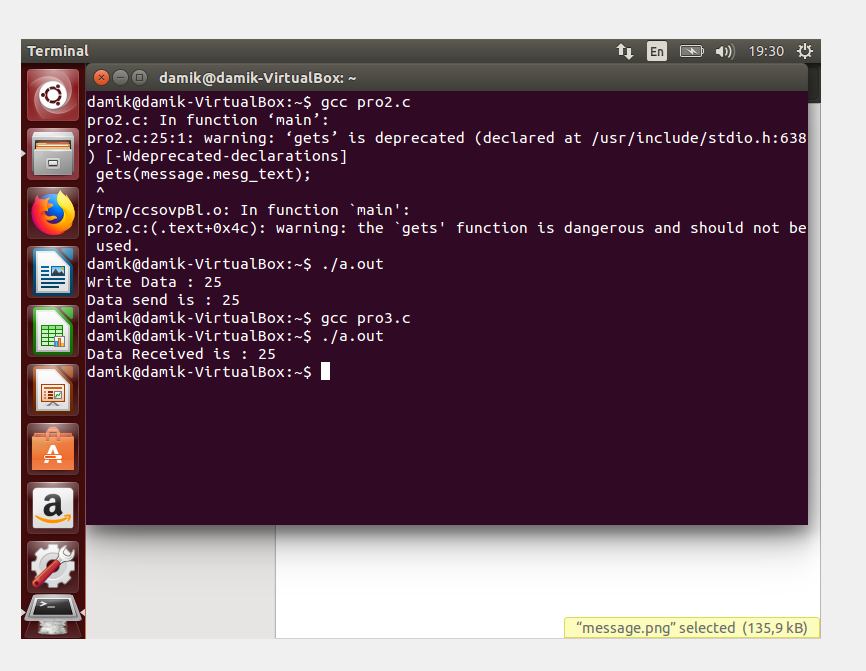 Terminal
En
19:30
damik@damik-VirtualBox: ~
damik@damik-VirtualBox:~$ gcc pro2.c
pro2.c: In function ‘main’:
pro2.c:25:1: warning: ‘gets’ is deprecated (declared at /usr/include/stdio.h:638
) [-Wdeprecated-declarations]
 gets(message.mesg_text);
 ^
/tmp/ccsovpBl.o: In function `main':
pro2.c:(.text+0x4c): warning: the `gets' function is dangerous and should not be
 used.
damik@damik-VirtualBox:~$ ./a.out
Write Data : 25
Data send is : 25
damik@damik-VirtualBox:~$ gcc pro3.c
damik@damik-VirtualBox:~$ ./a.out
Data Received is : 25
damik@damik-VirtualBox:~$
“message.png” selected (135,9 kB)